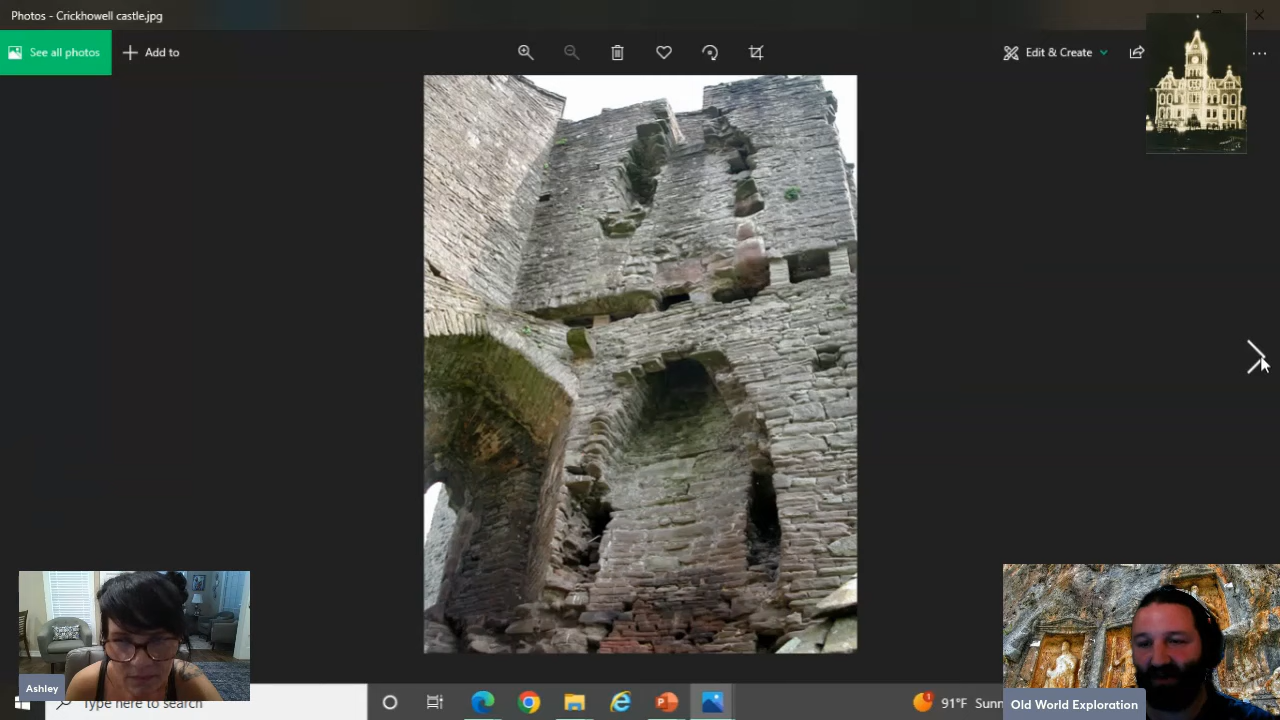 Photos - Crickhowell castle.jpg
See all photos
Add to
Edit & Create
Ashley
Type here to search
91°F Sunn
Old World Exploration